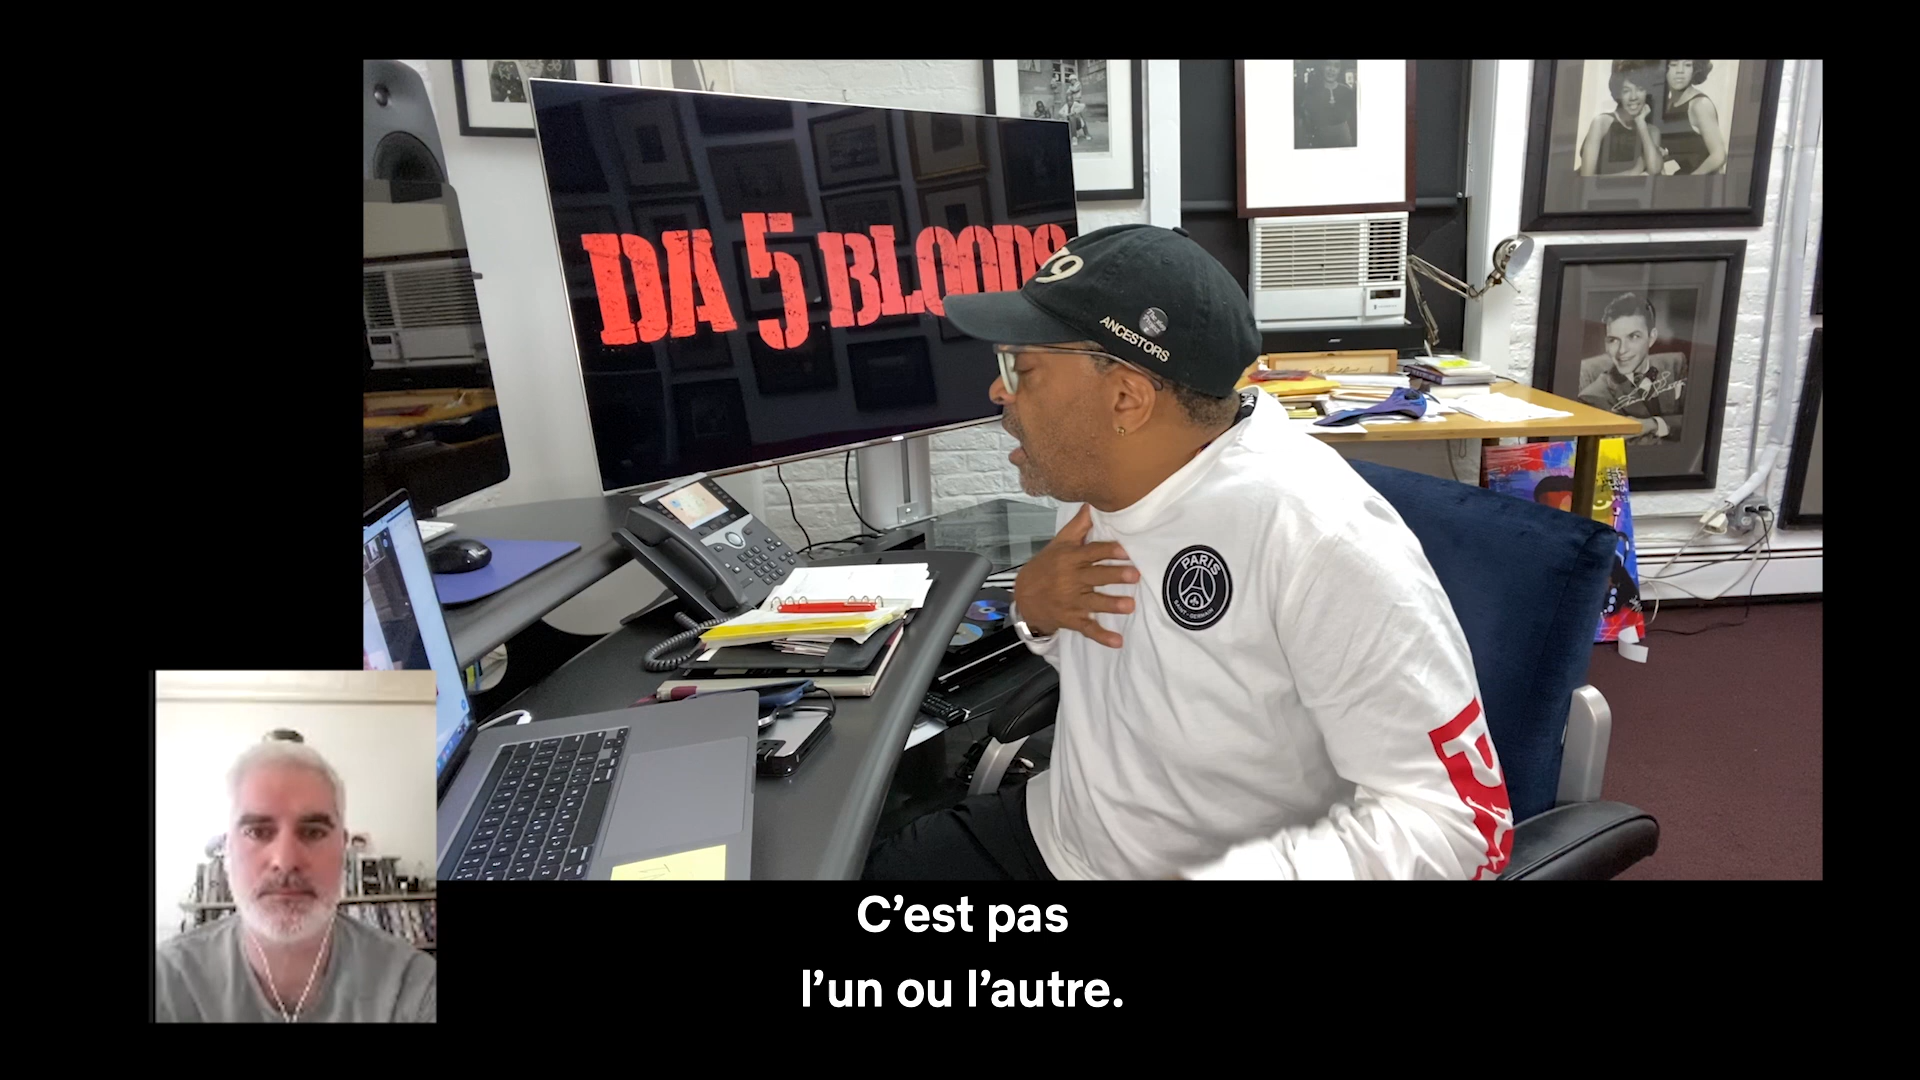 DA 5 BLOODS
ANCESTORS
PARIS
SAINT-GERMAIN
C'est pas
l'un ou l'autre.